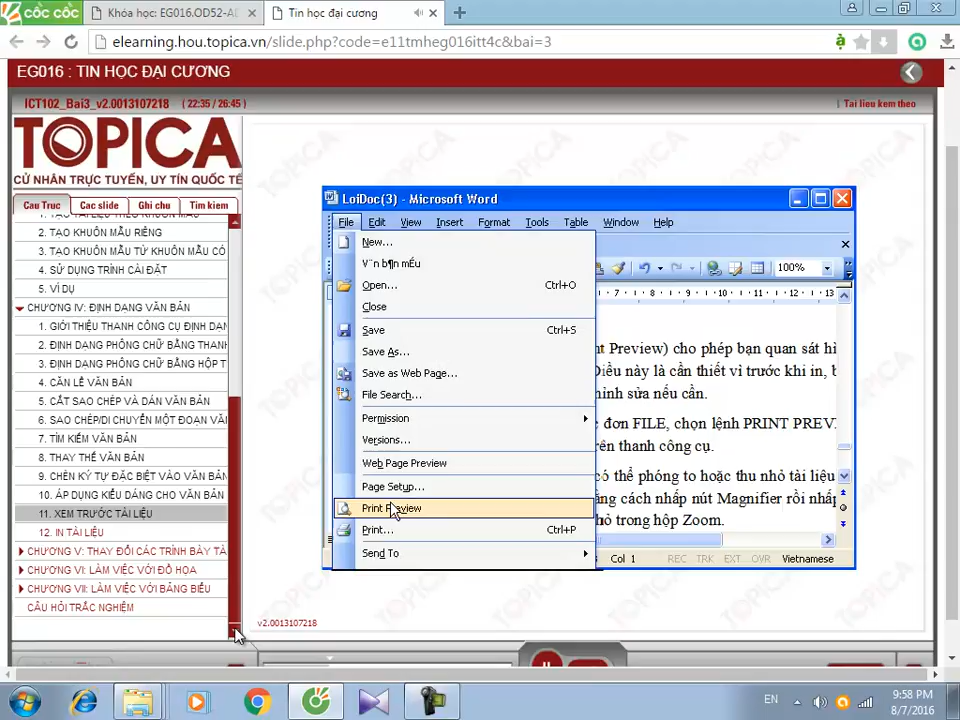 CỐC CỐC
Khóa học: EG016.OD52-AD
Tin học đại cương
elearning.hou.topica.vn/slide.php?code=e11tmheg016itt4c&bai=3
EG016 : TIN HỌC ĐẠI CƯƠNG
ICT102_Bai3_v2.0013107218 ( 22:35 / 26:45 )
Tai lieu kem theo
TOPICA
CỬ NHÂN TRỰC TUYẾN, UY TÍN QUỐC TẾ
Cau Truc Cac slide Ghi chu Tim kiem
2. TẠO KHUÔN MẪU RIÊNG
3. TẠO KHUÔN MẪU TỪ KHUÔN MẪU CÓ
4. SỬ DỤNG TRÌNH CÀI ĐẶT
5. VÍ DỤ
CHƯƠNG IV: ĐỊNH DẠNG VĂN BẢN
1. GIỚI THIỆU THANH CÔNG CỤ ĐỊNH DẠN
2. ĐỊNH DẠNG PHÔNG CHỮ BẰNG THANH
3. ĐỊNH DẠNG PHÔNG CHỮ BẰNG HỘP T
4. CĂN LỀ VĂN BẢN
5. CẮT SAO CHÉP VÀ DÁN VĂN BẢN
6. SAO CHÉP/DI CHUYỂN MỘT ĐOẠN VĂN
7. TÌM KIẾM VĂN BẢN
8. THAY THẾ VĂN BẢN
9. CHÈN KÝ TỰ ĐẶC BIỆT VÀO VĂN BẢN
10. ÁP DỤNG KIỂU DÁNG CHO VĂN BẢN
11. XEM TRƯỚC TÀI LIỆU
12. IN TÀI LIỆU
CHƯƠNG V: THAY ĐỔI CÁC TRÌNH BÀY TÀ
CHƯƠNG VI: LÀM VIỆC VỚI ĐỒ HỌA
CHƯƠNG VII: LÀM VIỆC VỚI BẢNG BIỂU
CÂU HỎI TRẮC NGHIỆM
LoiDoc(3) - Microsoft Word
File Edit View Insert Format Tools Table Window Help
New...
V¨n b¶n mÉu
Open... Ctrl+O
Close
Save Ctrl+S
Save As...
Save as Web Page...
File Search...
Permission
Versions...
Web Page Preview
Page Setup...
Print Preview
Print... Ctrl+P
Send To
100%
7 8 9 10 11 12 13
nt Preview) cho phép bạn quan sát hì
Điều này là cần thiết vì trước khi in, b
hỉnh sửa nếu cần.
c đơn FILE, chọn lệnh PRINT PREV
rên thanh công cụ.
có thể phóng to hoặc thu nhỏ tài liệu
ằng cách nhấp nút Magnifier rồi nhấp
hỏ trong hộp Zoom.
Col 1 REC TRK EXT OVR Vietnamese
v2.0013107218
EN
9:58 PM
8/7/2016